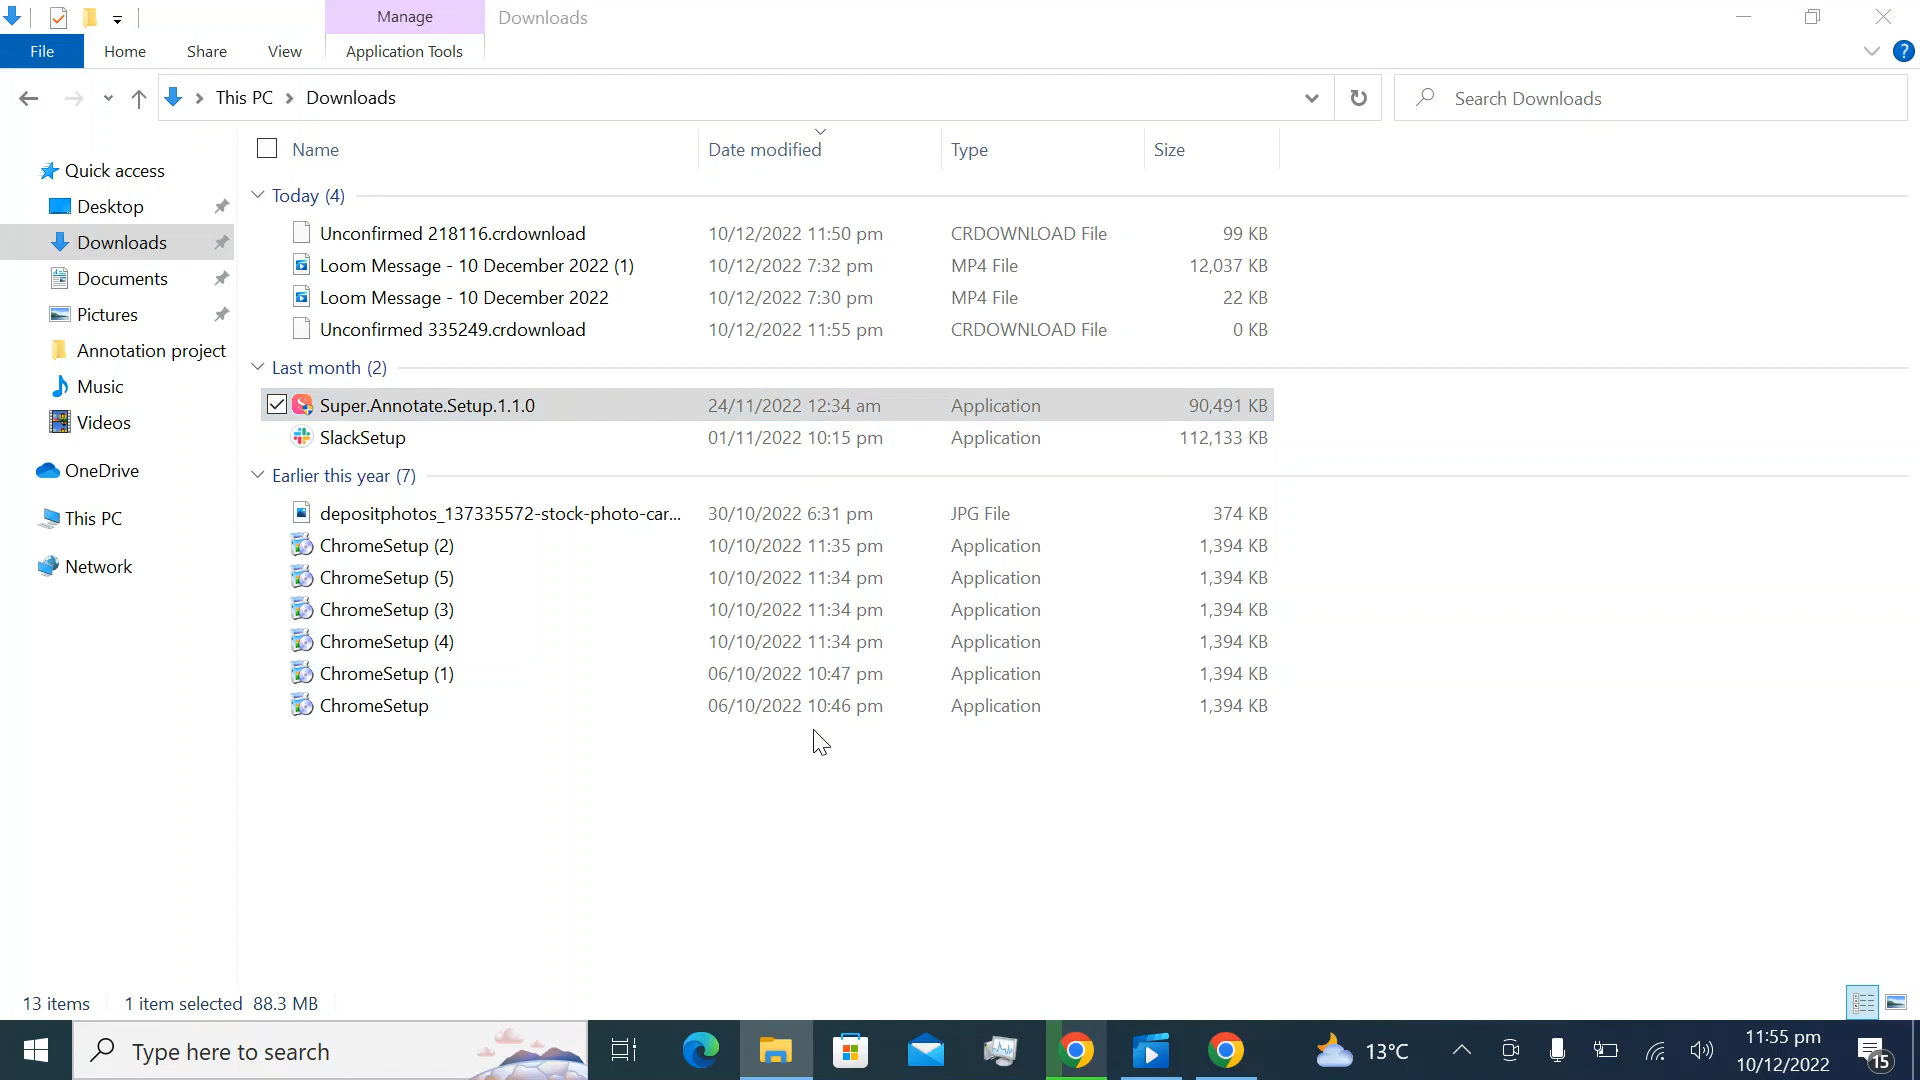 Manage
Downloads
File
Home
Share
View
Application Tools
?
This PC
Downloads
Search Downloads
Name
Date modified
Type
Size
Quick access
Desktop
Downloads
Documents
Pictures
Annotation project
Music
Videos
OneDrive
This PC
Network
Today (4)
Unconfirmed 218116.crdownload 10/12/2022 11:50 pm CRDOWNLOAD File 99 KB
Loom Message - 10 December 2022 (1) 10/12/2022 7:32 pm MP4 File 12,037 KB
Loom Message - 10 December 2022 10/12/2022 7:30 pm MP4 File 22 KB
Unconfirmed 335249.crdownload 10/12/2022 11:55 pm CRDOWNLOAD File 0 KB
Last month (2)
Super.Annotate.Setup.1.1.0 24/11/2022 12:34 am Application 90,491 KB
SlackSetup 01/11/2022 10:15 pm Application 112,133 KB
Earlier this year (7)
depositphotos_137335572-stock-photo-car... 30/10/2022 6:31 pm JPG File 374 KB
ChromeSetup (2) 10/10/2022 11:35 pm Application 1,394 KB
ChromeSetup (5) 10/10/2022 11:34 pm Application 1,394 KB
ChromeSetup (3) 10/10/2022 11:34 pm Application 1,394 KB
ChromeSetup (4) 10/10/2022 11:34 pm Application 1,394 KB
ChromeSetup (1) 06/10/2022 10:47 pm Application 1,394 KB
ChromeSetup 06/10/2022 10:46 pm Application 1,394 KB
13 items 1 item selected 88.3 MB
Type here to search
13°C
11:55 pm
10/12/2022
15